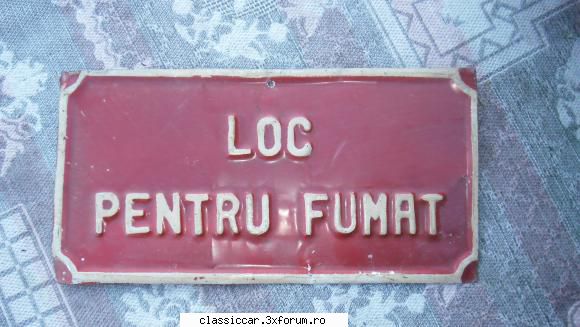 LOC
PENTRU FUMAT
classiccar.3xforum.ro